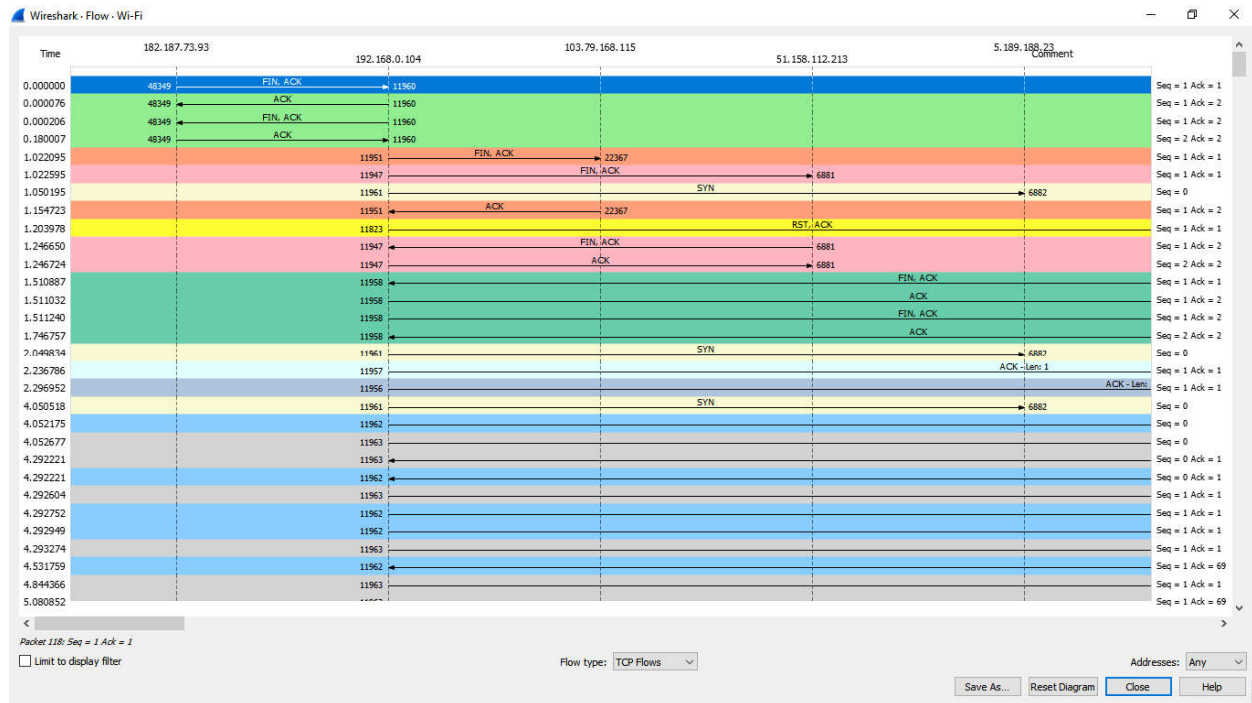 Wireshark · Flow · Wi-Fi
182.187.73.93 103.79.168.115 5.189.188.23
Time 192.168.0.104 51.158.112.213 Comment
0.000000 48349 FIN, ACK 11960 Seq = 1 Ack = 1
0.000076 48349 ACK 11960 Seq = 1 Ack = 2
0.000206 48349 FIN, ACK 11960 Seq = 1 Ack = 2
0.180007 48349 ACK 11960 Seq = 2 Ack = 2
1.022095 11951 FIN, ACK 22367 Seq = 1 Ack = 1
1.022595 11947 FIN, ACK 6881 Seq = 1 Ack = 1
1.050195 11961 SYN 6882 Seq = 0
1.154723 11951 ACK 22367 Seq = 1 Ack = 2
1.203978 11823 RST, ACK Seq = 1 Ack = 1
1.246650 11947 FIN, ACK 6881 Seq = 1 Ack = 2
1.246724 11947 ACK 6881 Seq = 2 Ack = 2
1.510887 11958 FIN, ACK Seq = 1 Ack = 1
1.511032 11958 ACK Seq = 1 Ack = 2
1.511240 11958 FIN, ACK Seq = 1 Ack = 2
1.746757 11958 ACK Seq = 2 Ack = 2
2.049834 11961 SYN 6882 Seq = 0
2.236786 11957 ACK - Len: 1 Seq = 1 Ack = 1
2.296952 11956 ACK - Len: Seq = 1 Ack = 1
4.050518 11961 SYN 6882 Seq = 0
4.052175 11962 Seq = 0
4.052677 11963 Seq = 0
4.292221 11963 Seq = 0 Ack = 1
4.292221 11962 Seq = 0 Ack = 1
4.292604 11963 Seq = 1 Ack = 1
4.292752 11962 Seq = 1 Ack = 1
4.292949 11962 Seq = 1 Ack = 1
4.293274 11963 Seq = 1 Ack = 1
4.531759 11962 Seq = 1 Ack = 69
4.844366 11963 Seq = 1 Ack = 1
5.080852 Seq = 1 Ack = 69
Packet 118: Seq = 1 Ack = 1
Limit to display filter Flow type: TCP Flows Addresses: Any
Save As... Reset Diagram Close Help